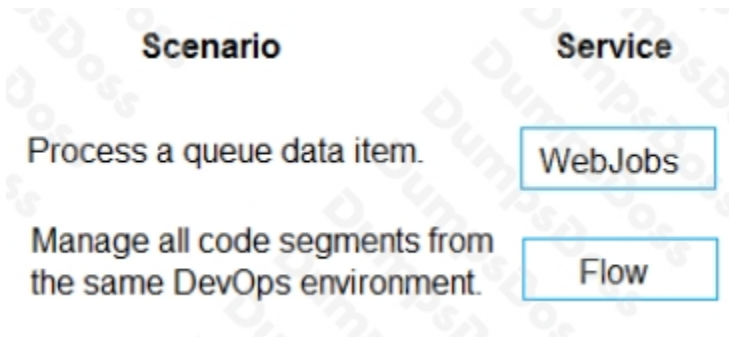 Scenario Service
Process a queue data item. WebJobs
Manage all code segments from
the same DevOps environment. Flow